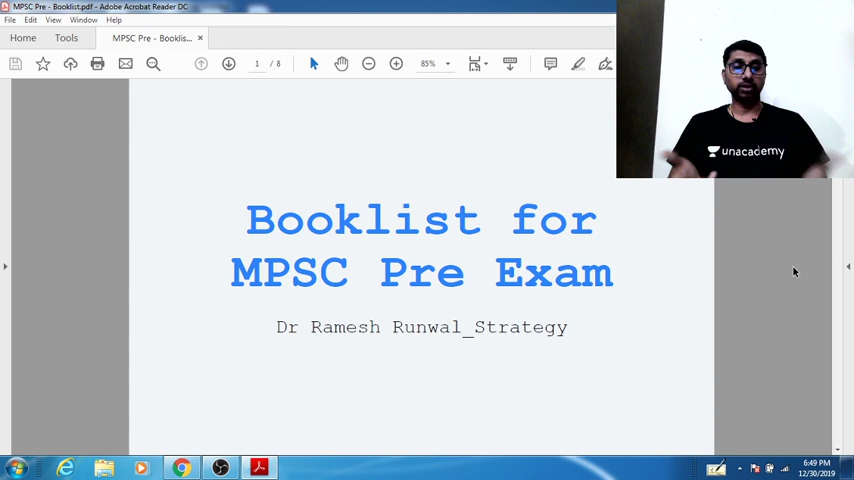 MPSC Pre - Booklist.pdf - Adobe Acrobat Reader DC
File Edit View Window Help
Home Tools MPSC Pre - Booklis... ×
1 / 8 85%
unacademy
Booklist for
MPSC Pre Exam
Dr Ramesh Runwal_Strategy
6:49 PM
12/30/2019